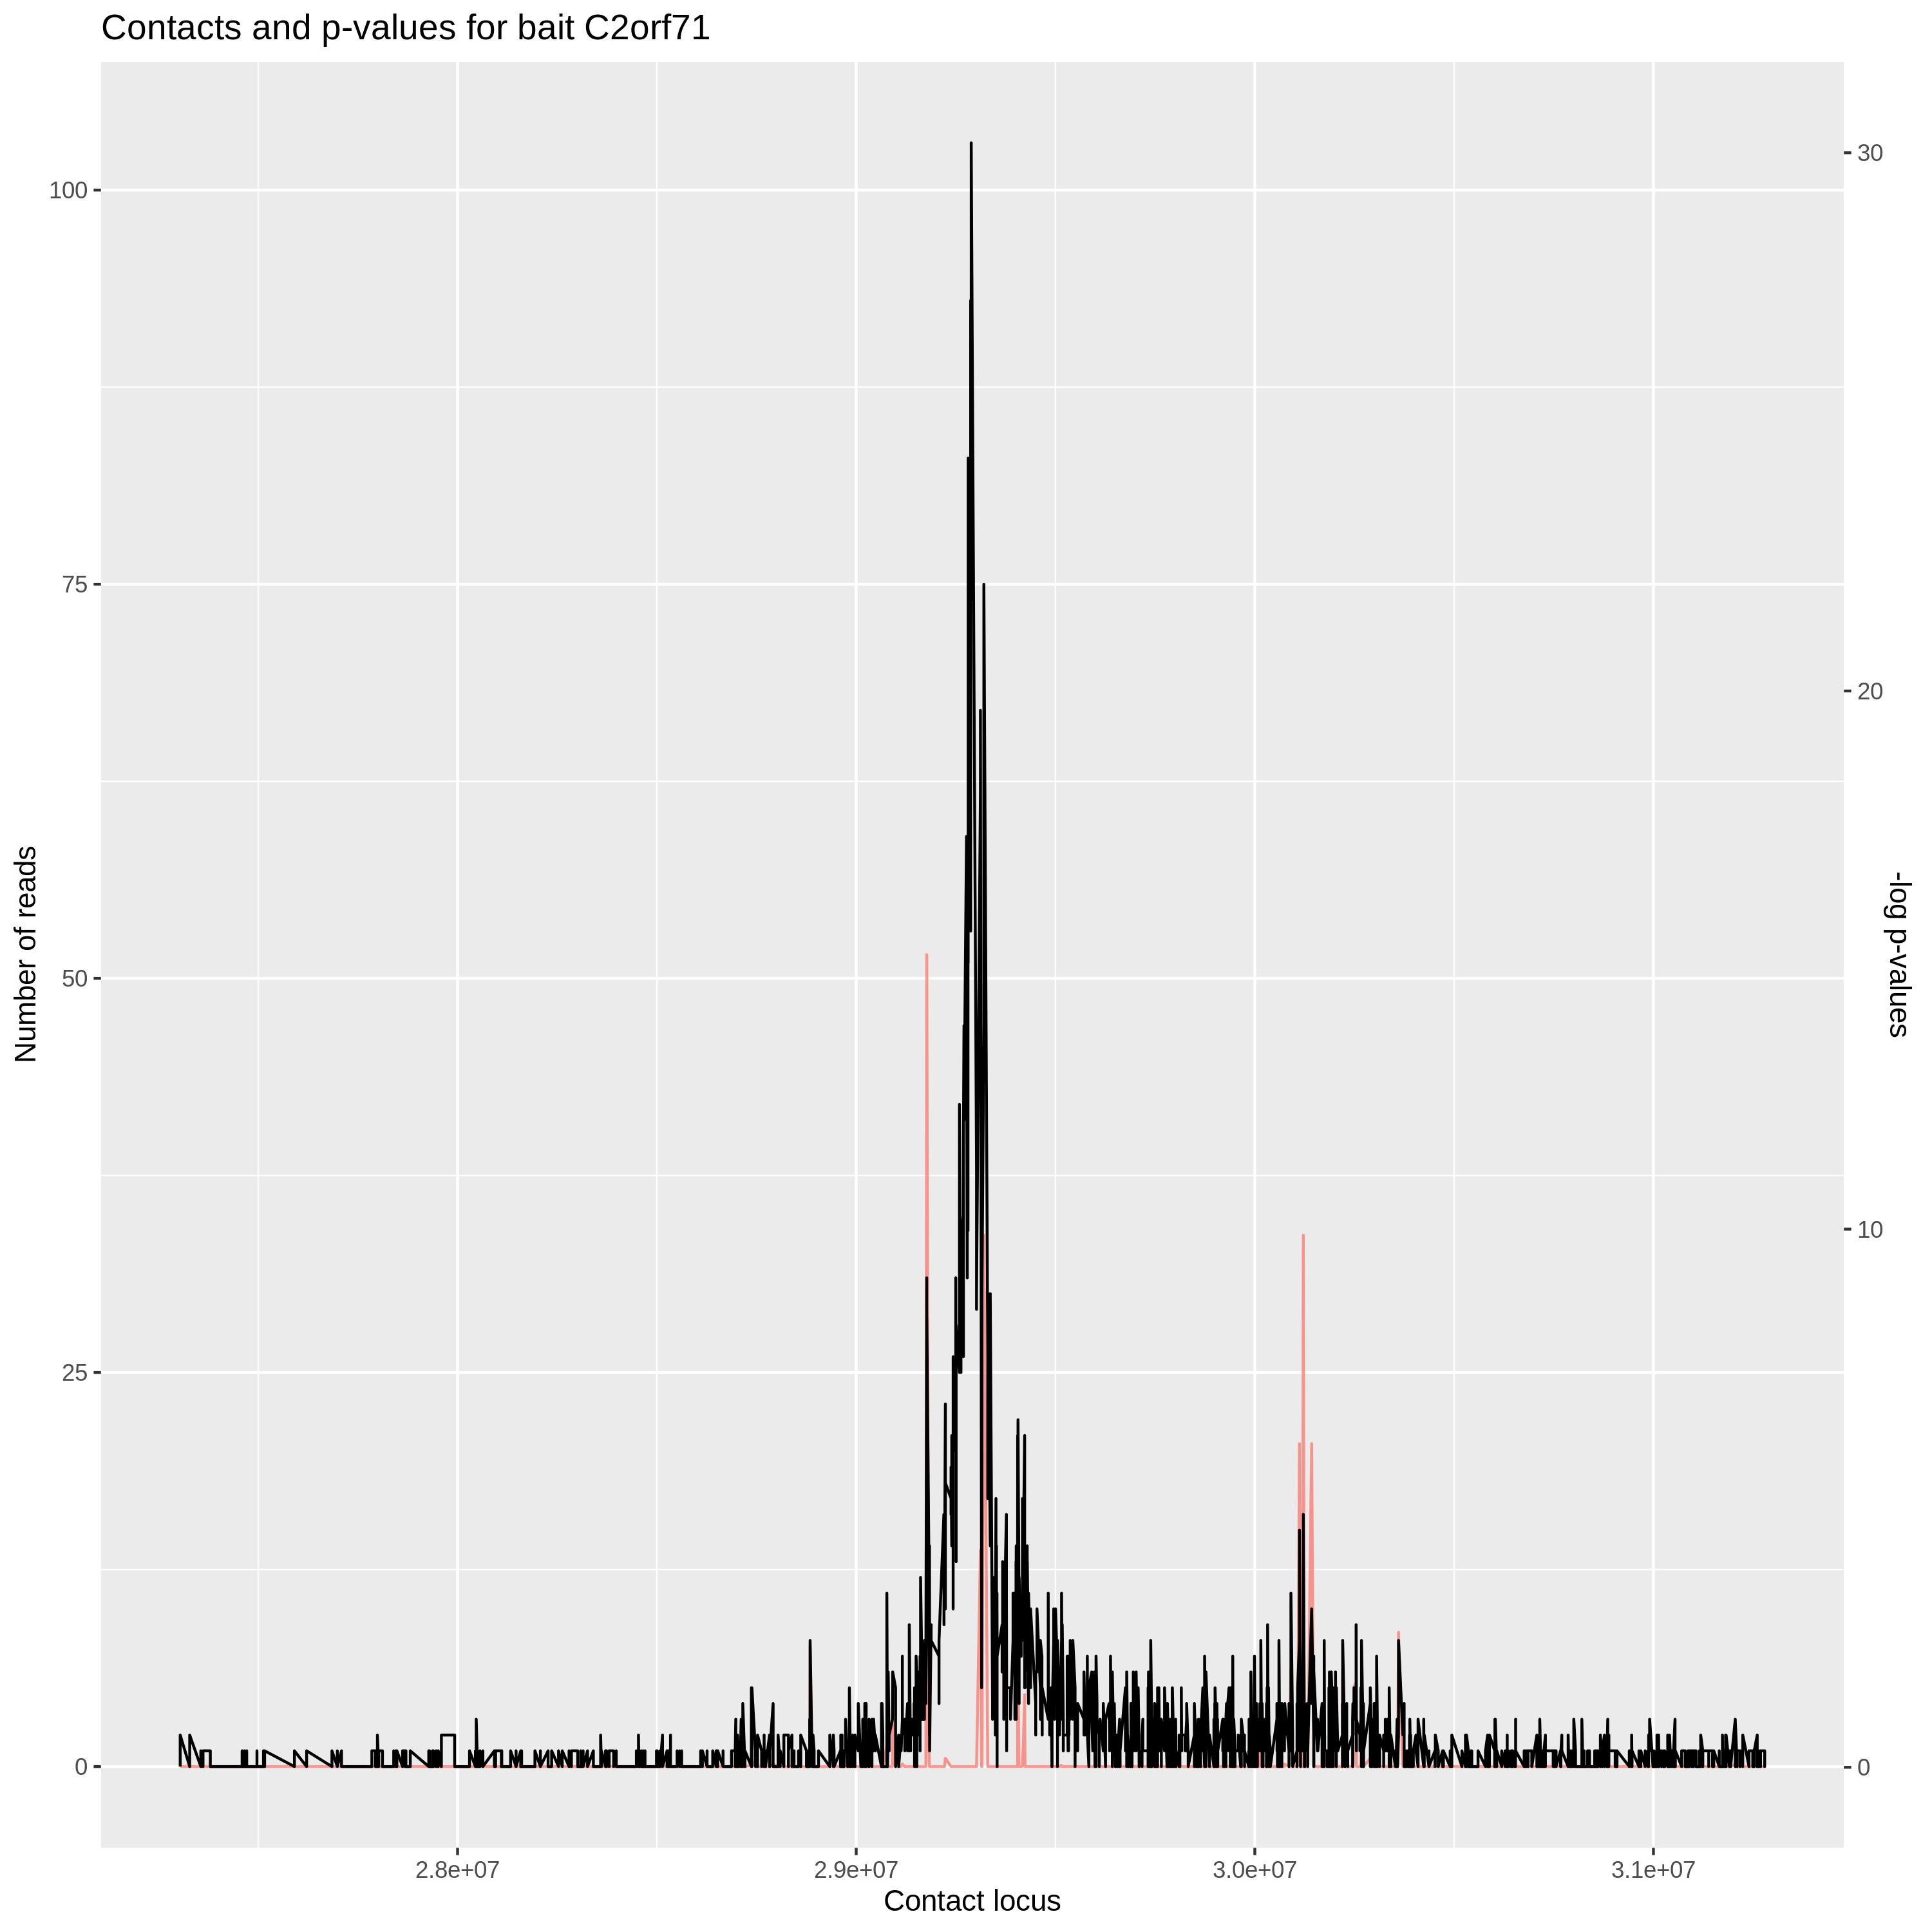 Contacts and p-values for bait C2orf71
Number of reads
100
75
50
25
0
30
20
10
0
-log p-values
2.8e+07
2.9e+07
3.0e+07
3.1e+07
Contact locus